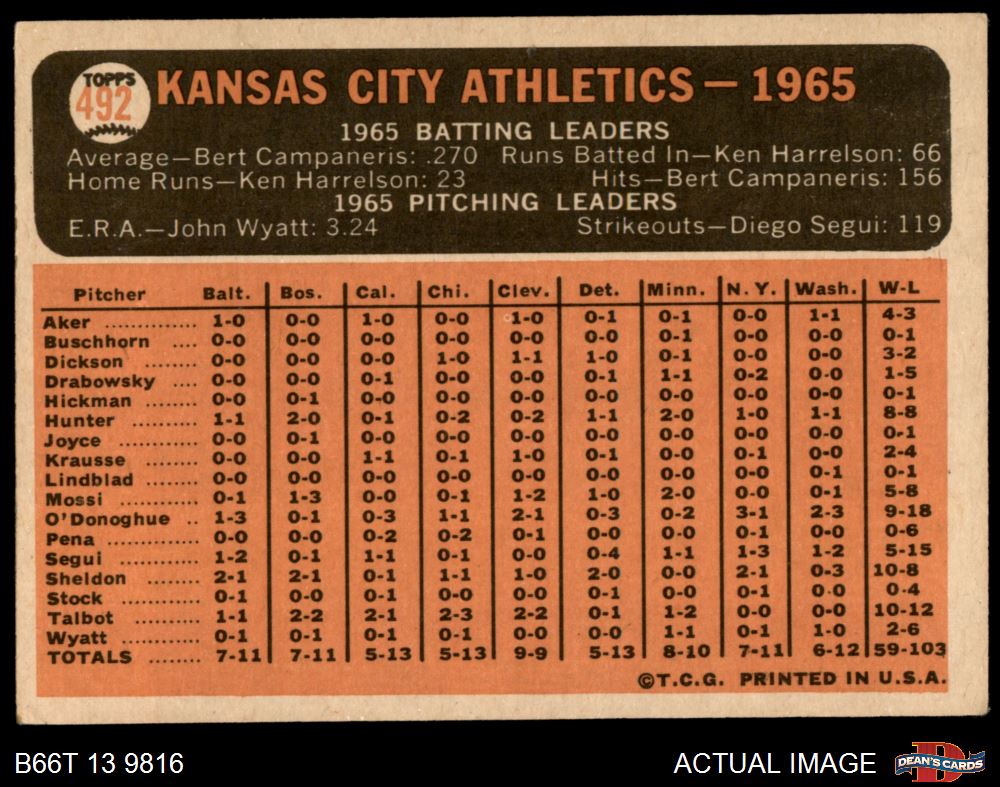 TOPPS
492
KANSAS CITY ATHLETICS — 1965
1965 BATTING LEADERS
Average—Bert Campaneris: .270 Runs Batted In—Ken Harrelson: 66
Home Runs—Ken Harrelson: 23 Hits—Bert Campaneris: 156
1965 PITCHING LEADERS
E.R.A.—John Wyatt: 3.24 Strikeouts—Diego Segui: 119
Pitcher Balt. Bos. Cal. Chi. Clev. Det. Minn. N. Y. Wash. W-L
Aker ............. 1-0 0-0 1-0 0-0 1-0 0-1 0-1 0-0 1-1 4-3
Buschhorn .... 0-0 0-0 0-0 0-0 0-0 0-0 0-1 0-0 0-0 0-1
Dickson ........ 0-0 0-0 0-0 1-0 1-1 1-0 0-1 0-0 0-0 3-2
Drabowsky .... 0-0 0-0 0-1 0-0 0-0 0-1 1-1 0-2 0-0 1-5
Hickman ........ 0-0 0-1 0-0 0-0 0-0 0-0 0-0 0-0 0-0 0-1
Hunter .......... 1-1 2-0 0-1 0-2 0-2 1-1 2-0 1-0 1-1 8-8
Joyce ............ 0-0 0-1 0-0 0-0 0-0 0-0 0-0 0-0 0-0 0-1
Krausse ........ 0-0 0-0 1-1 0-1 1-0 0-1 0-0 0-1 0-0 2-4
Lindblad ........ 0-0 0-0 0-0 0-0 0-0 0-0 0-0 0-0 0-1 0-1
Mossi ............ 0-1 1-3 0-0 0-1 1-2 1-0 2-0 0-0 0-1 5-8
O'Donoghue .. 1-3 0-1 0-3 1-1 2-1 0-3 0-2 3-1 2-3 9-18
Pena ............. 0-0 0-0 0-2 0-2 0-1 0-0 0-0 0-1 0-0 0-6
Segui ............ 1-2 0-1 1-1 0-1 0-0 0-4 1-1 1-3 1-2 5-15
Sheldon ........ 2-1 2-1 0-1 1-1 1-0 2-0 0-0 2-1 0-3 10-8
Stock ............ 0-1 0-0 0-1 0-0 0-0 0-1 0-0 0-1 0-0 0-4
Talbot ............ 1-1 2-2 2-1 2-3 2-2 0-1 1-2 0-0 0-0 10-12
Wyatt ............ 0-1 0-1 0-1 0-1 0-0 0-0 1-1 0-1 1-0 2-6
TOTALS ........ 7-11 7-11 5-13 5-13 9-9 5-13 8-10 7-11 6-12 59-103
©T.C.G. PRINTED IN U.S.A.
B66T 13 9816 ACTUAL IMAGE
DEAN'S CARDS